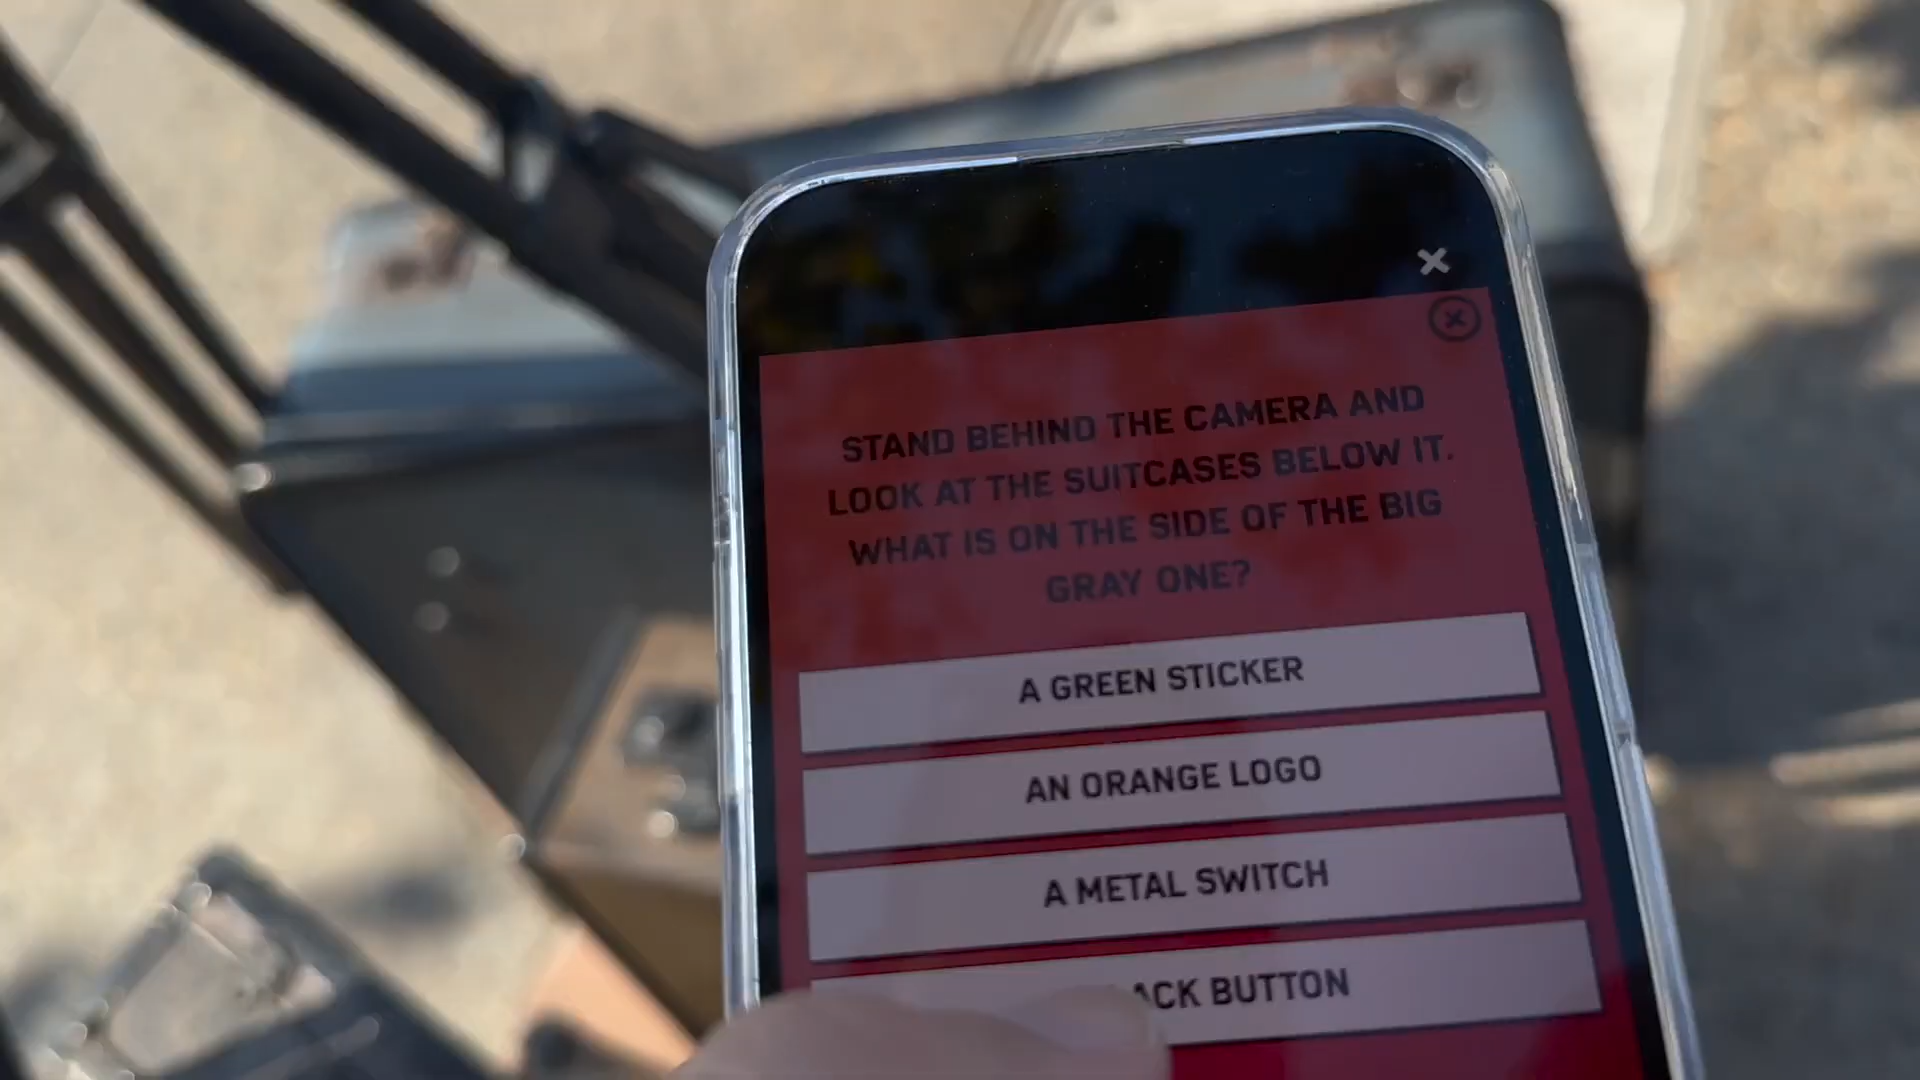 STAND BEHIND THE CAMERA AND
LOOK AT THE SUITCASES BELOW IT.
WHAT IS ON THE SIDE OF THE BIG
GRAY ONE?
A GREEN STICKER
AN ORANGE LOGO
A METAL SWITCH
BUTTON